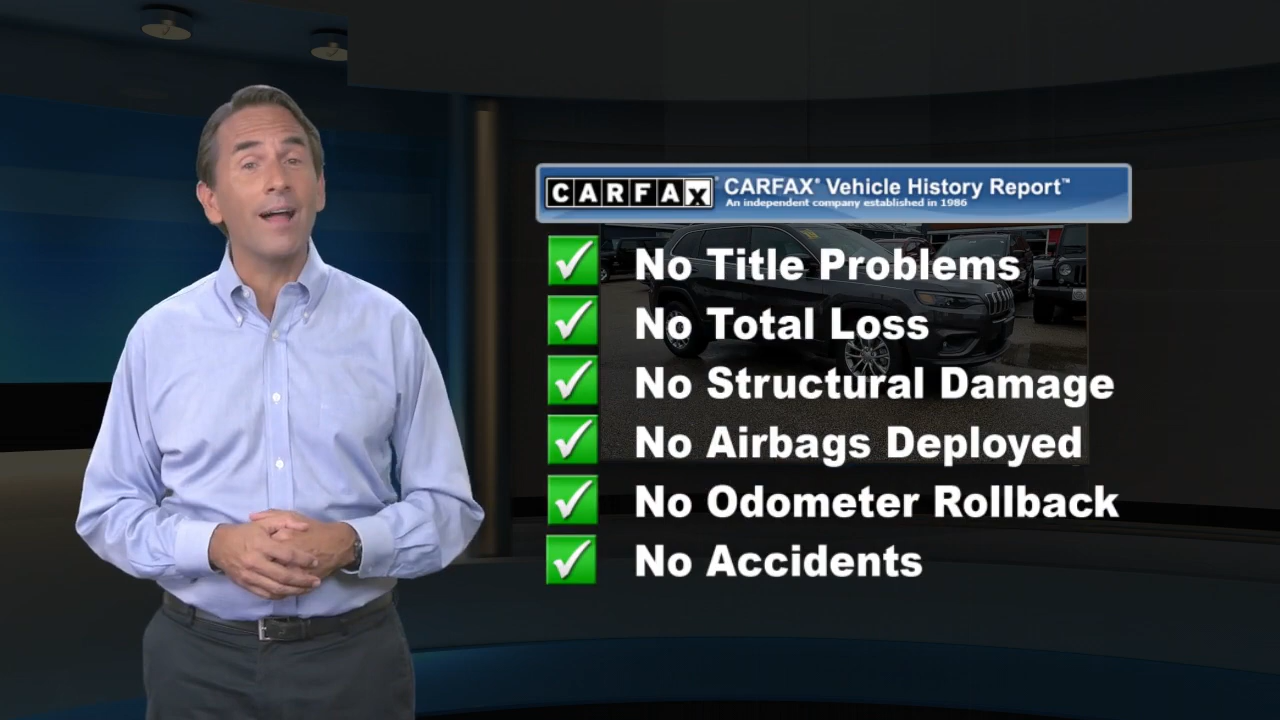 CARFAX CARFAX® Vehicle History Report™
An independent company established in 1986
No Title Problems
No Total Loss
No Structural Damage
No Airbags Deployed
No Odometer Rollback
No Accidents